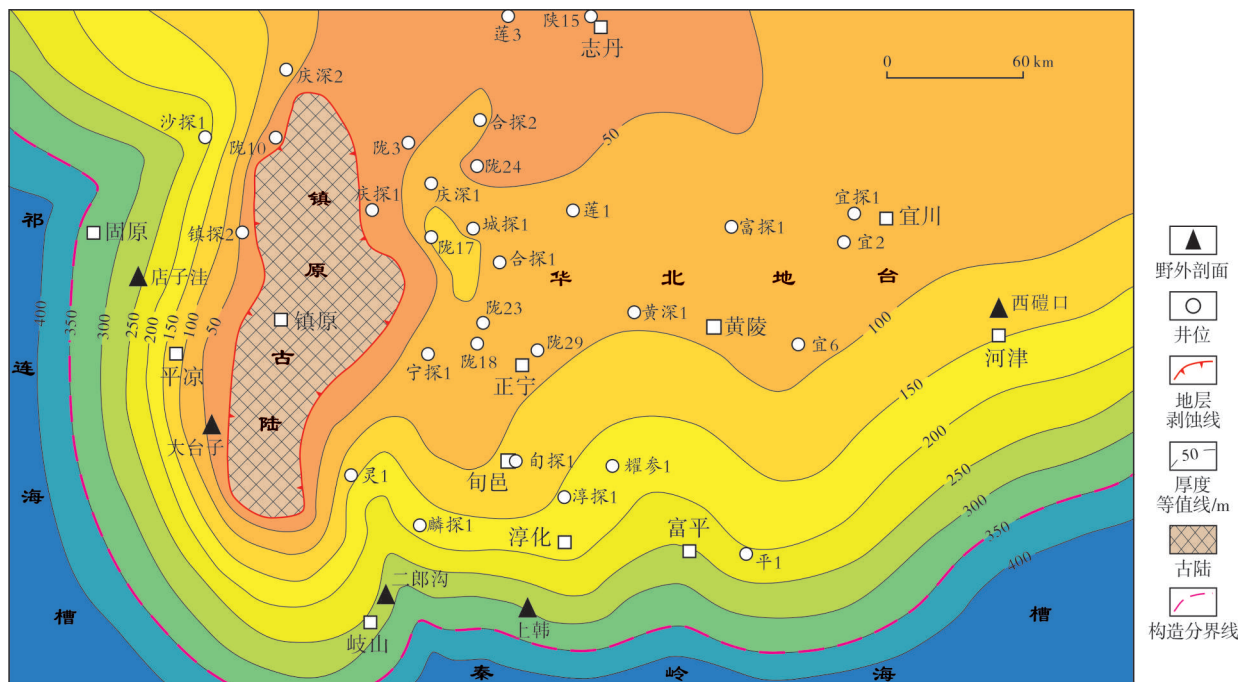 莲3
陕15
志丹
0 60 km
庆深2
沙探1
陇10
陇3
合探2
陇24
50
镇原古陆
庆探1
庆深1
城探1
陇17
合探1
莲1
富探1
宜探1
宜川
宜2
祁连海槽
固原
镇探2
店子洼
华北地台
400
350
300
250
200
150
100
50
平凉
镇原
陇23
陇18
宁探1
陇29
正宁
黄深1
黄陵
宜6
100
西磑口
河津
150
200
250
300
350
400
大台子
灵1
旬邑
旬探1
耀参1
淳探1
麟探1
淳化
富平
平1
二郎沟
岐山
上韩
秦岭海槽
野外剖面
井位
地层
剥蚀线
50
厚度
等值线/m
古陆
构造分界线